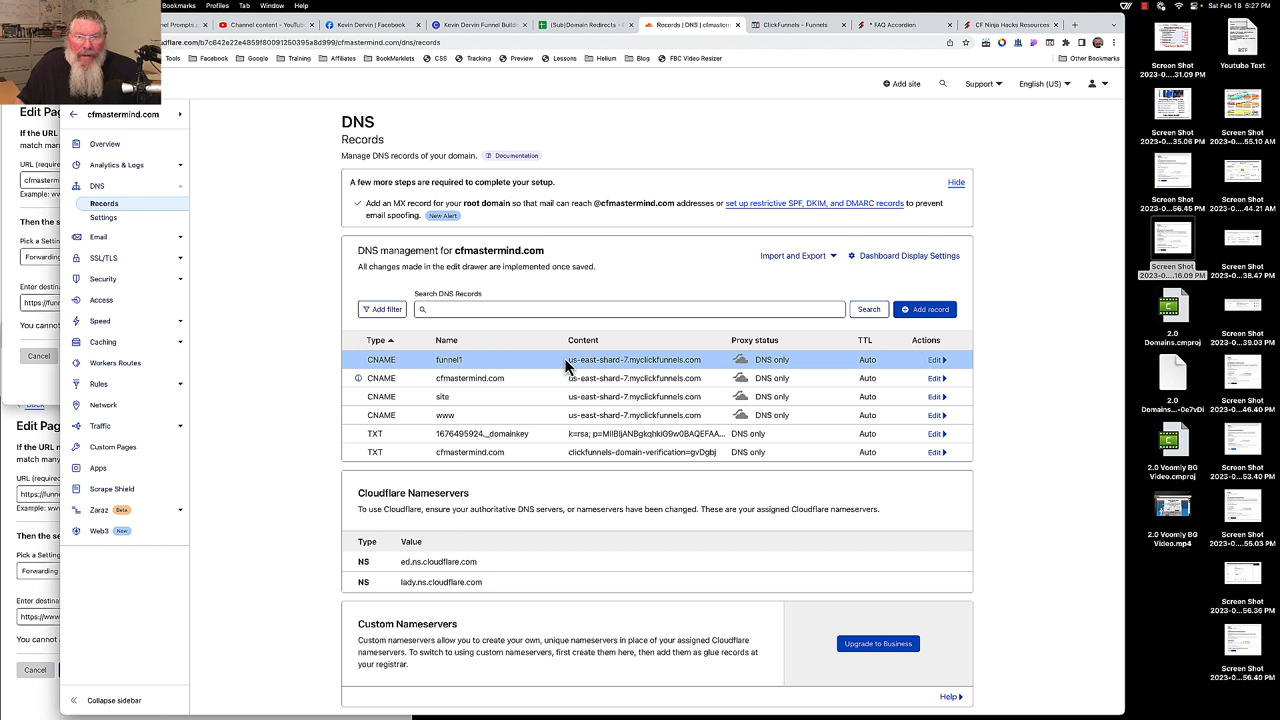 Bookmarks Profiles Tab Window Help
Sat Feb 18 5:27 PM
Channel content - YouTub
Kevin Dervin | Facebook
Kevin Dervin Funnel Build
(Sub)Domain Redirects - G
Records | DNS | cfmasterm
ClickFunnels - Funnels
* FAQ Accordion
CF Ninja Hacks Resources
dflare.com/b7c642e22e4859f80091250395a8d999/cfmastermind.com/dns/records
Tools Facebook Google Training Affiliates BookMarklets CSS Tracking Preview Lessons Helium Blog FBC Video Resizer Other Bookmarks
Add site Support English (US)
cfmastermind.com
Overview
Analytics & Logs
DNS
Records
Settings
Email
SSL/TLS
Security
Access
Speed
Caching
Workers Routes
Rules
Network
Traffic
Custom Pages
Apps
Scrape Shield
Zaraz Beta
Web3 New
Collapse sidebar
DNS
Records
Manage DNS records of your domain. Documentation
A few more steps are required to complete your setup. Hide
Add an MX record for your root domain so that mail can reach @cfmastermind.com addresses or set up restrictive SPF, DKIM, and DMARC records to prevent
email spoofing. New Alert
DNS management for cfmastermind.com
Import and Export Dashboard Display Settings
All changes made in the edit drawer are implemented once saved.
Search DNS Records
Add filter Search Add record
Type Name Content Proxy status TTL Actions
CNAME funnel1 us-east-shard-7.myclickfunnels.com DNS only Auto Edit
CNAME cfmastermind.com us-east-shard-7.myclickfunnels.com DNS only Auto Edit
CNAME site us-east-shard-7.myclickfunnels.com DNS only Auto Edit
CNAME www us-east-shard-7.myclickfunnels.com DNS only Auto Edit
TXT 1676495924._domainkey DNS only Auto Edit
TXT cfmastermind.com clickfunnels-domain-verification=gvDgbj DNS only Auto Edit
Cloudflare Nameservers
To use Cloudflare, ensure your authoritative DNS servers, or nameservers have been changed. These are your assigned Cloudflare nameservers.
Type Value
NS ed.ns.cloudflare.com
NS lady.ns.cloudflare.com
Custom Nameservers
Custom nameservers allow you to create your own unique nameservers in place of your assigned Cloudflare
nameservers. To switch to using custom name servers, first create them here, then add them as glue records at
your registrar.
Upgrade to Business
Help
Edit Pag
If the URL
match many
URL (require
cfmastermin
Example: ww
Then the s
Pick a Settin
Forwarding
Enter destina
https://funn
You cannot
Cancel
Back
Edit Pag
If the URL m
match many
URL (required
https://funne
Example: www
Then the se
Pick a Setting
Forwarding
Enter destinat
https://www
You cannot a
Cancel
Screen Shot
2023-0....31.09 PM
Youtube Text
Screen Shot
2023-0...35.06 PM
Screen Shot
2023-0...55.10 AM
Screen Shot
2023-0...56.45 PM
Screen Shot
2023-0...44.21 AM
Screen Shot
2023-0....16.09 PM
Screen Shot
2023-0...38.47 PM
2.0
Domains.cmproj
Screen Shot
2023-0...39.03 PM
2.0
Domains...-0e7vDi
Screen Shot
2023-0...46.40 PM
2.0 Voomly BG
Video.cmproj
Screen Shot
2023-0...53.40 PM
2.0 Voomly BG
Video.mp4
Screen Shot
2023-0...55.03 PM
Screen Shot
2023-0...56.36 PM
Screen Shot
2023-0...56.40 PM